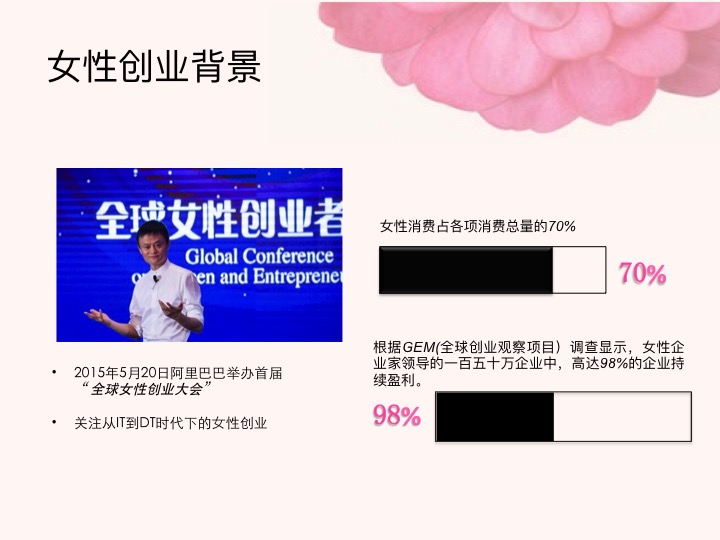 女性创业背景
全球女性创业者
Global Conference
on
en and Entrepreneu
女性消费占各项消费总量的70%
70%
根据GEM(全球创业观察项目）调查显示，女性企
业家领导的一百五十万企业中，高达98%的企业持
续盈利。
98%
• 2015年5月20日阿里巴巴举办首届
“全球女性创业大会”
• 关注从IT到DT时代下的女性创业